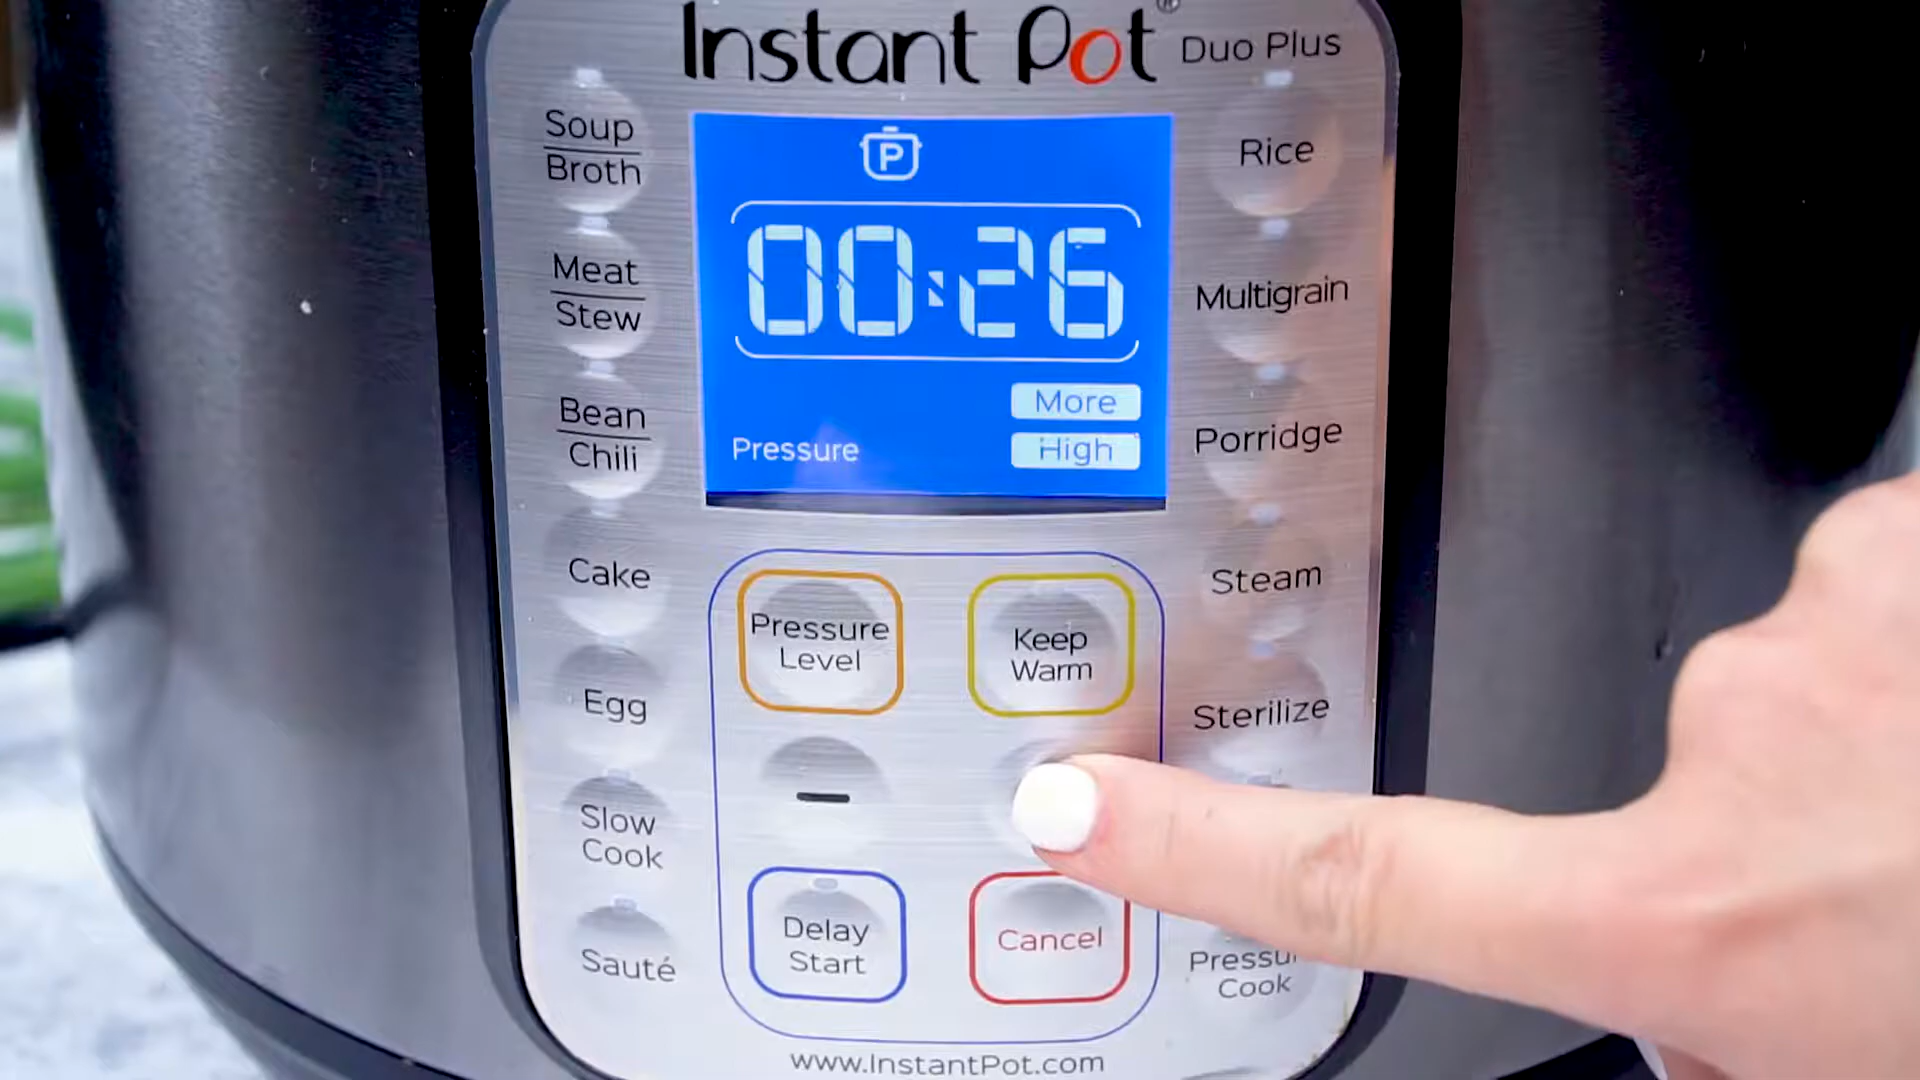 Instant Pot® Duo Plus
Soup
Broth
Meat
Stew
Bean
Chili
Cake
Egg
Slow
Cook
Sauté
P
00:26
More
Pressure High
Rice
Multigrain
Porridge
Steam
Sterilize
Pressure
Level
Keep
Warm
−
Delay
Start
Cancel
Cook
www.InstantPot.com